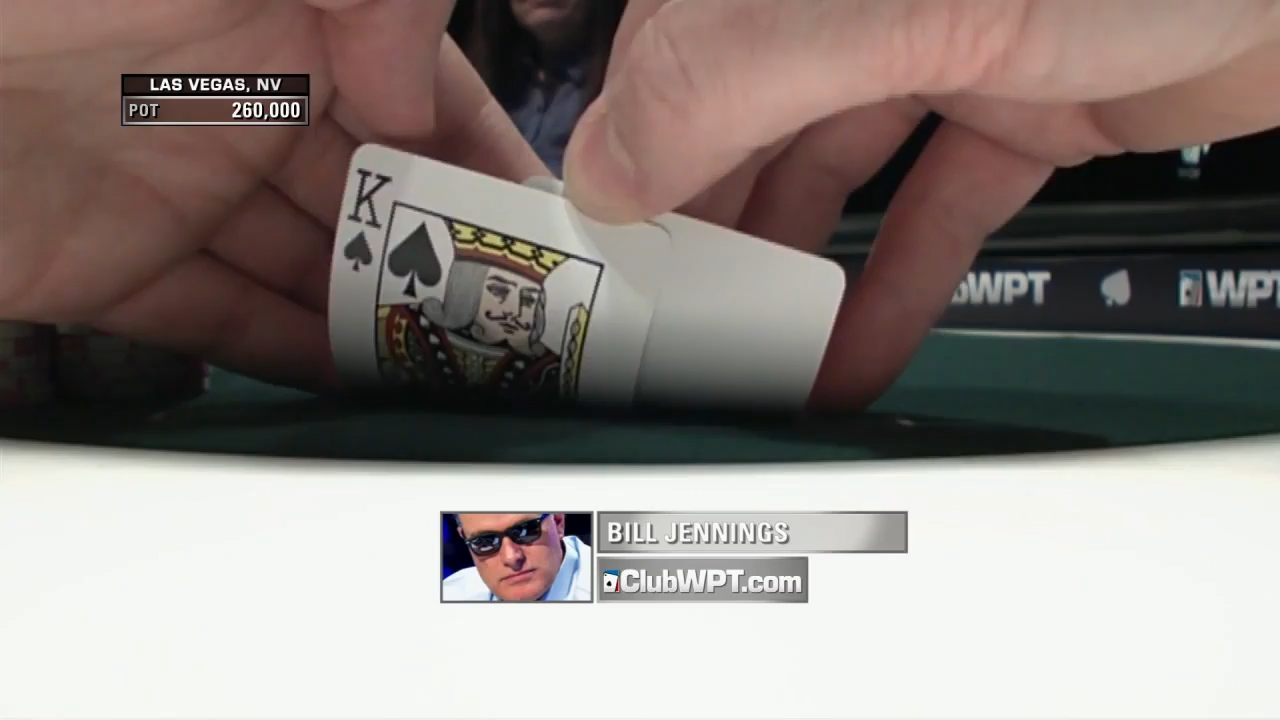 LAS VEGAS, NV
POT 260,000
K
WPT
WPT
BILL JENNINGS
ClubWPT.com